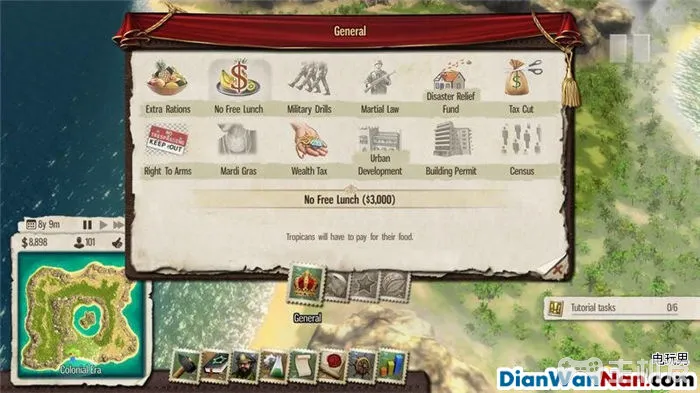 General
Extra Rations
No Free Lunch
Military Drills
Martial Law
Disaster Relief
Fund
Tax Cut
KEEP OUT
Right To Arms
Mardi Gras
Wealth Tax
Urban
Development
Building Permit
Census
No Free Lunch ($3,000)
Tropicans will have to pay for their food.
8y 9m
$8,898
101
Colonial Era
General
Tutorial tasks
0/6
电玩男
DianWanNan.com